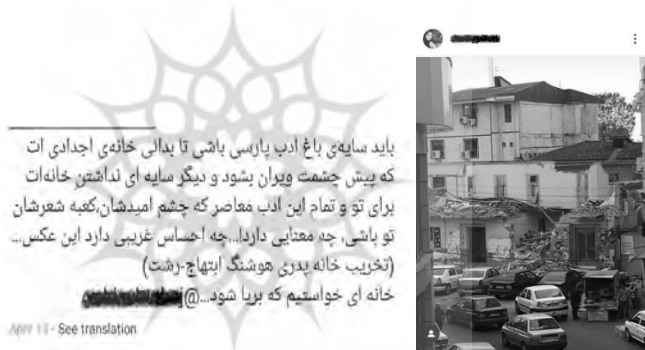 باید سایه‌ی باغ ادب پارسی باشی تا بدانی خانه‌ی اجدادی ات
که پیش چشمت ویران بشود و دیگر سایه ای نداشتن خانه‌ات
برای تو و تمام این ادب معاصر که چشم امیدشان،کعبه شعرشان
تو باشی، چه معنایی دارد!..چه احساس غریبی دارد این عکس...
(تخریب خانه پدری هوشنگ ابتهاج-رشت)
خانه ای خواستیم که برپا شود...@
April - See translation